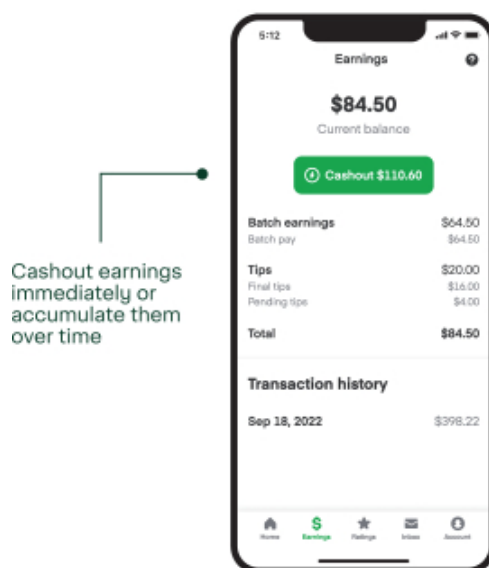 5:12
Earnings
$84.50
Current balance
Cashout $110.60
Batch earnings $64.50
Batch pay $64.50
Tips $20.00
Final tips $16.00
Pending tips $4.00
Total $84.50
Transaction history
Sep 18, 2022 $398.22
Home Earnings Ratings Inbox Account
Cashout earnings
immediately or
accumulate them
over time